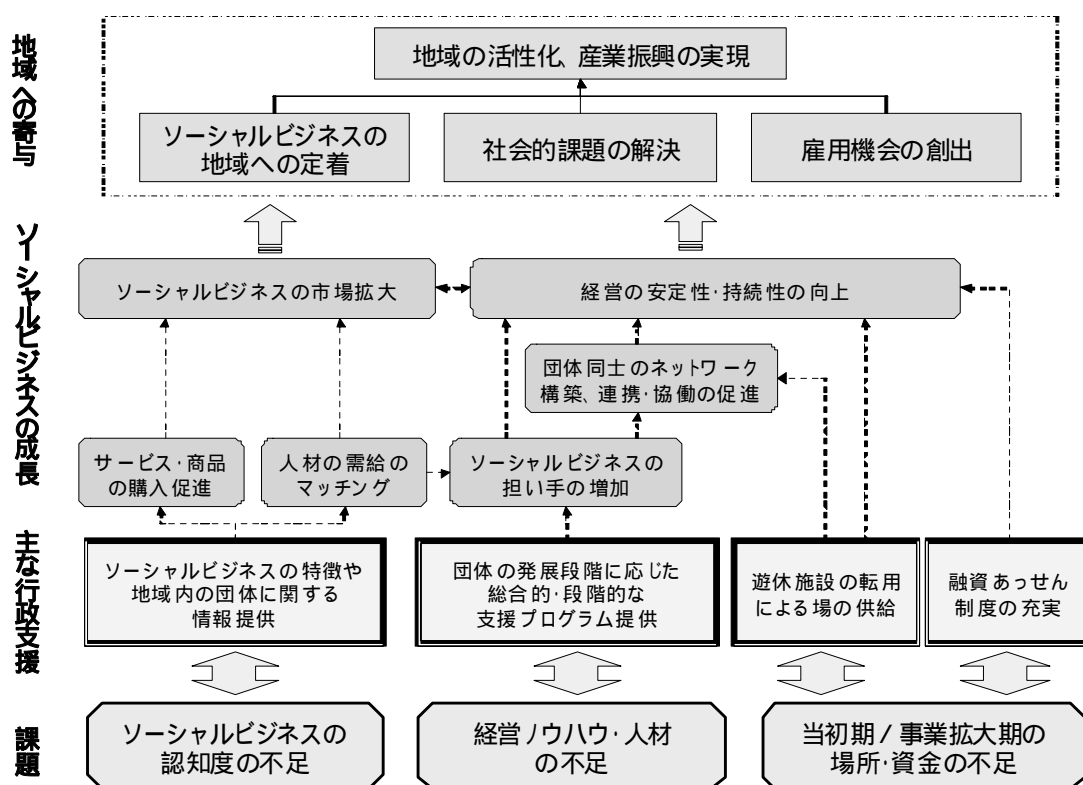 地域への寄与
地域の活性化、産業振興の実現
ソーシャルビジネスの
地域への定着
社会的課題の解決
雇用機会の創出
ソーシャルビジネスの成長
ソーシャルビジネスの市場拡大
経営の安定性・持続性の向上
団体同士のネットワーク
構築、連携・協働の促進
サービス・商品
の購入促進
人材の需給の
マッチング
ソーシャルビジネスの
担い手の増加
主な行政支援
ソーシャルビジネスの特徴や
地域内の団体に関する
情報提供
団体の発展段階に応じた
総合的・段階的な
支援プログラム提供
遊休施設の転用
による場の供給
融資あっせん
制度の充実
課題
ソーシャルビジネスの
認知度の不足
経営ノウハウ・人材
の不足
当初期/事業拡大期の
場所・資金の不足